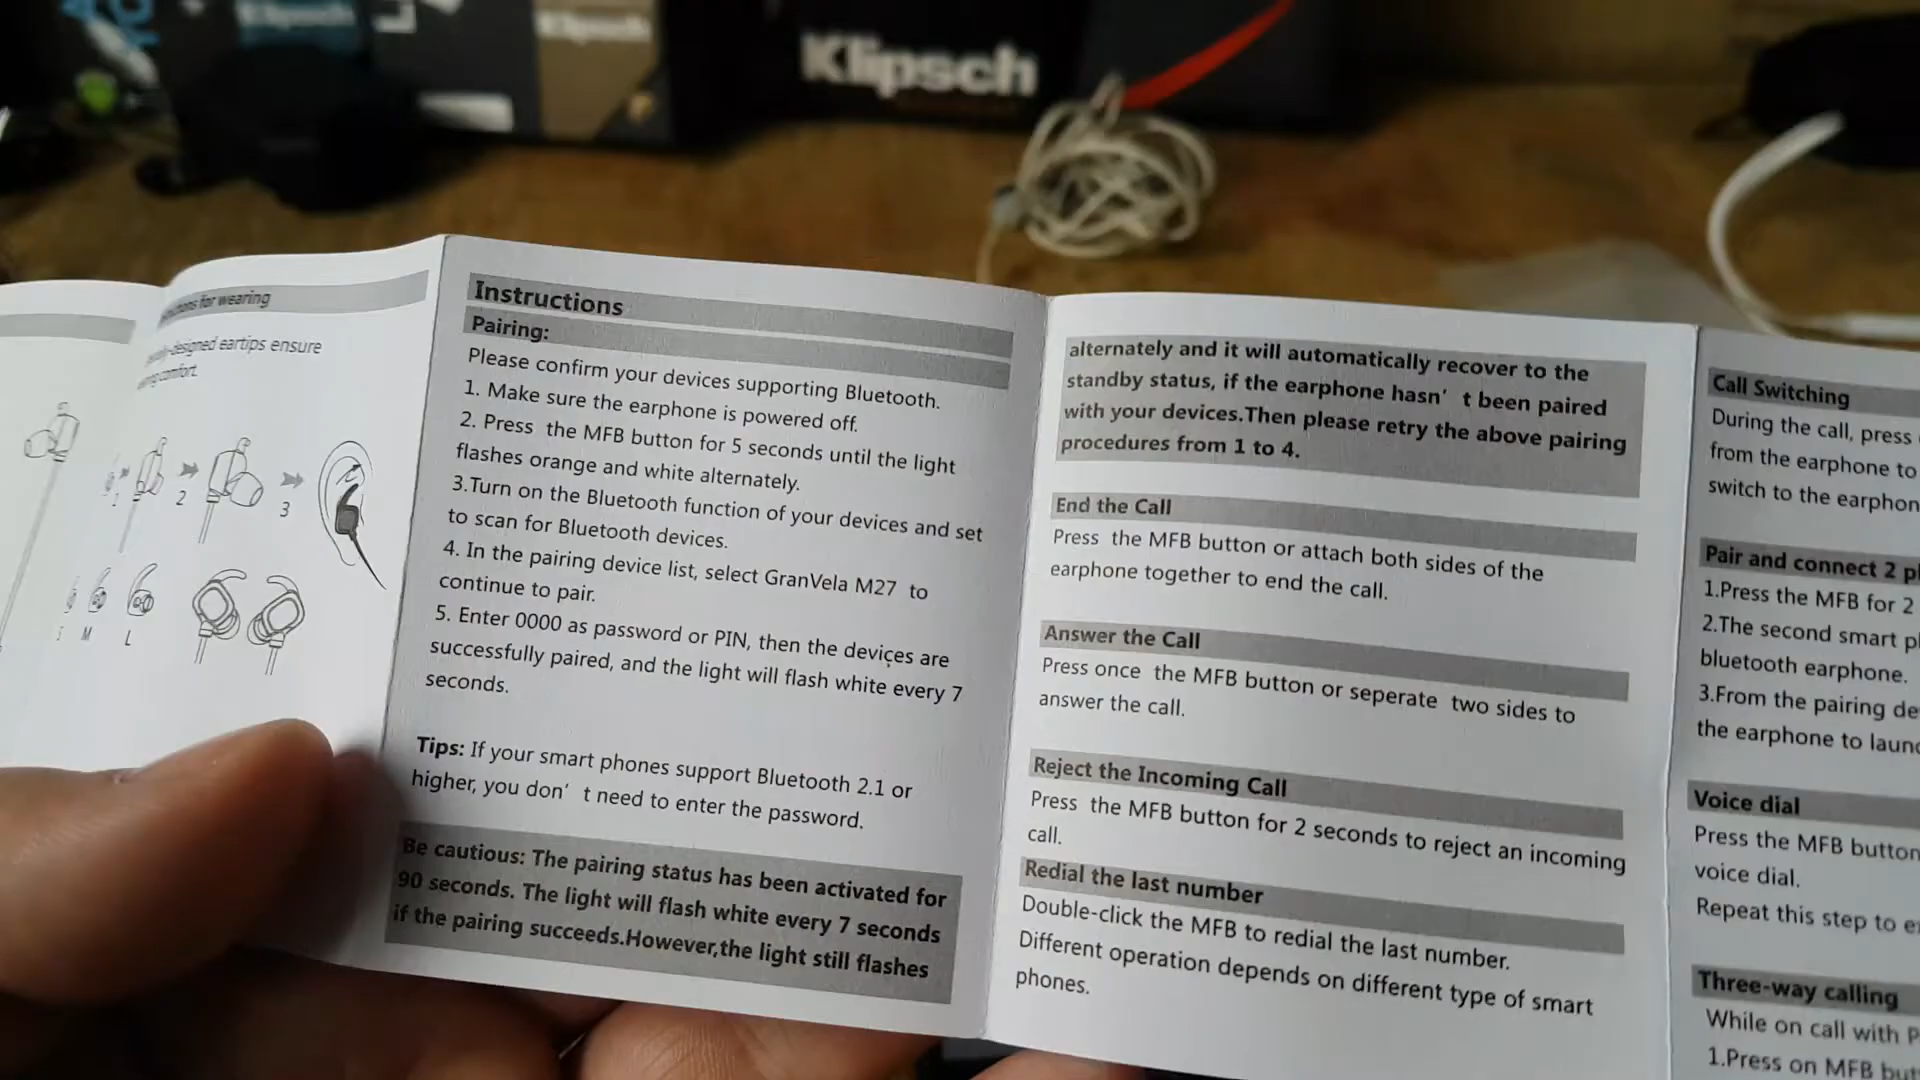 Klipsch
Klipsch
Klipsch
for wearing
designed eartips ensure
comfort.
1
2
3
S
M
L
Instructions
Pairing:
Please confirm your devices supporting Bluetooth.
1. Make sure the earphone is powered off.
2. Press the MFB button for 5 seconds until the light
flashes orange and white alternately.
3.Turn on the Bluetooth function of your devices and set
to scan for Bluetooth devices.
4. In the pairing device list, select GranVela M27 to
continue to pair.
5. Enter 0000 as password or PIN, then the devices are
successfully paired, and the light will flash white every 7
seconds.
Tips: If your smart phones support Bluetooth 2.1 or
higher, you don' t need to enter the password.
Be cautious: The pairing status has been activated for
90 seconds. The light will flash white every 7 seconds
if the pairing succeeds.However,the light still flashes
alternately and it will automatically recover to the
standby status, if the earphone hasn' t been paired
with your devices.Then please retry the above pairing
procedures from 1 to 4.
End the Call
Press the MFB button or attach both sides of the
earphone together to end the call.
Answer the Call
Press once the MFB button or seperate two sides to
answer the call.
Reject the Incoming Call
Press the MFB button for 2 seconds to reject an incoming
call.
Redial the last number
Double-click the MFB to redial the last number.
Different operation depends on different type of smart
phones.
Call Switching
During the call, press
from the earphone to
switch to the earphon
Pair and connect 2 p
1.Press the MFB for 2
2.The second smart p
bluetooth earphone.
3.From the pairing de
the earphone to launc
Voice dial
Press the MFB button
voice dial.
Repeat this step to e
Three-way calling
While on call with P
1.Press on MFB but